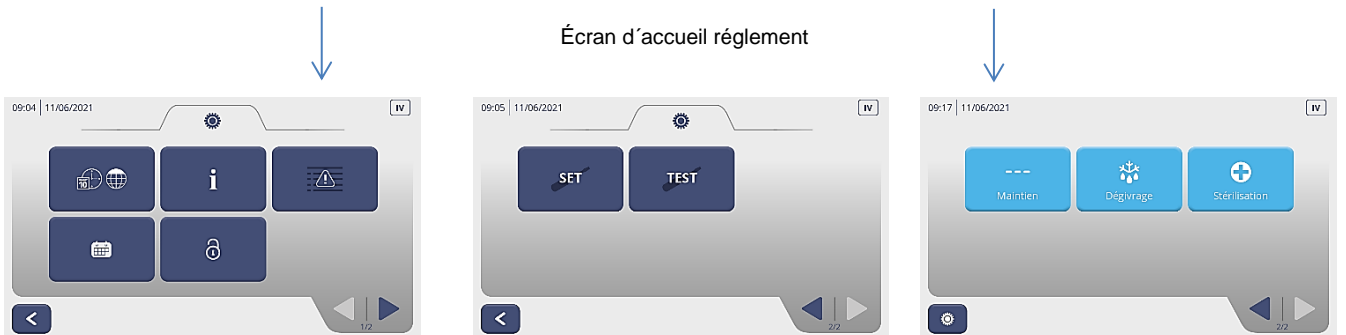 Écran d´accueil réglement
09:04 | 11/06/2021
IV
10
i
1/2
09:05 | 11/06/2021
IV
SET
TEST
2/2
09:17 | 11/06/2021
IV
---
Maintien
Dégivrage
Stérilisation
2/2